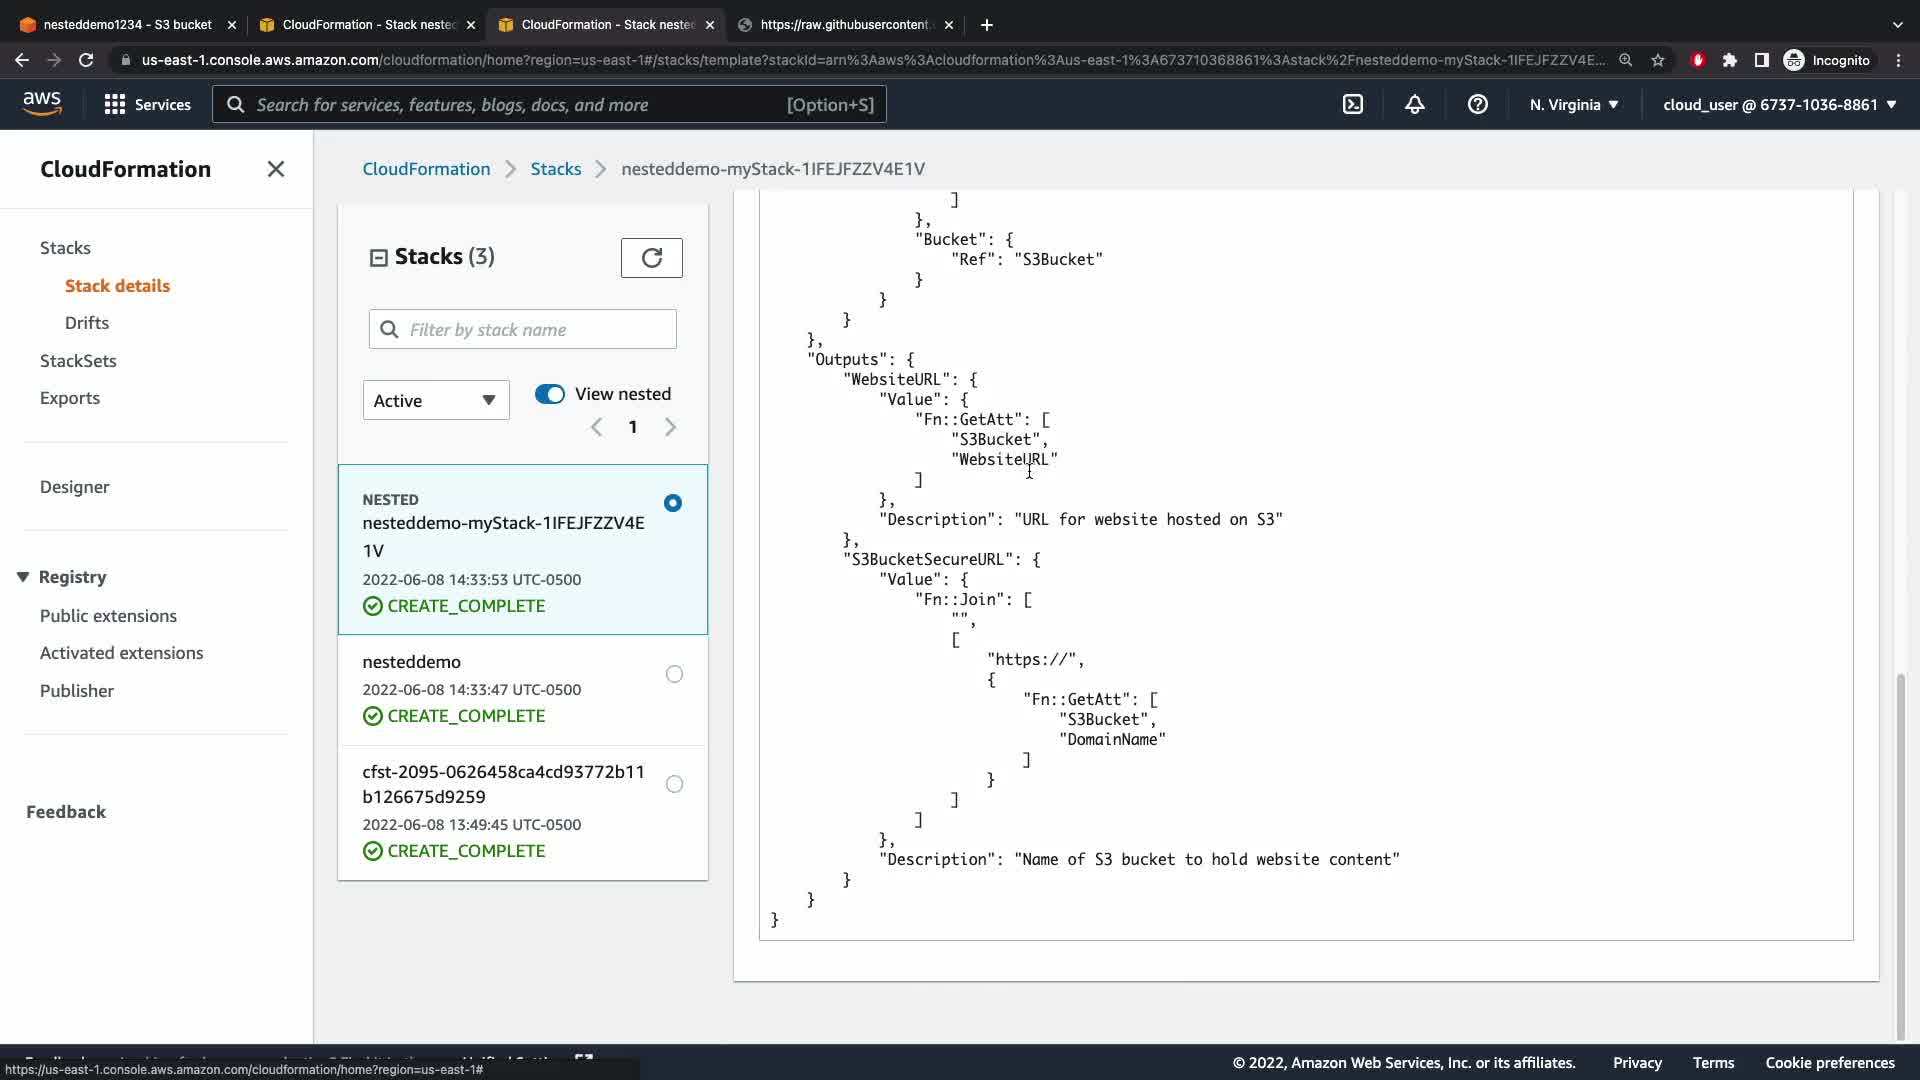 nesteddemo1234 - S3 bucket
CloudFormation - Stack neste
CloudFormation - Stack neste
https://raw.githubusercontent.
us-east-1.console.aws.amazon.com/cloudformation/home?region=us-east-1#/stacks/template?stackId=arn%3Aaws%3Acloudformation%3Aus-east-1%3A673710368861%3Astack%2Fnesteddemo-myStack-1IFEJFZZV4E...
Incognito
aws
Services
Search for services, features, blogs, docs, and more
[Option+S]
N. Virginia
cloud_user @ 6737-1036-8861
CloudFormation
Stacks
Stack details
Drifts
StackSets
Exports
Designer
Registry
Public extensions
Activated extensions
Publisher
Feedback
CloudFormation
Stacks
nesteddemo-myStack-1IFEJFZZV4E1V
Stacks (3)
Filter by stack name
Active
View nested
1
NESTED
nesteddemo-myStack-1IFEJFZZV4E
1V
2022-06-08 14:33:53 UTC-0500
CREATE_COMPLETE
nesteddemo
2022-06-08 14:33:47 UTC-0500
CREATE_COMPLETE
cfst-2095-0626458ca4cd93772b11
b126675d9259
2022-06-08 13:49:45 UTC-0500
CREATE_COMPLETE
]
},
"Bucket": {
"Ref": "S3Bucket"
}
}
}
},
"Outputs": {
"WebsiteURL": {
"Value": {
"Fn::GetAtt": [
"S3Bucket",
"WebsiteURL"
]
},
"Description": "URL for website hosted on S3"
},
"S3BucketSecureURL": {
"Value": {
"Fn::Join": [
"",
[
"https://",
{
"Fn::GetAtt": [
"S3Bucket",
"DomainName"
]
}
]
]
},
"Description": "Name of S3 bucket to hold website content"
}
}
}
https://us-east-1.console.aws.amazon.com/cloudformation/home?region=us-east-1#
© 2022, Amazon Web Services, Inc. or its affiliates.
Privacy
Terms
Cookie preferences